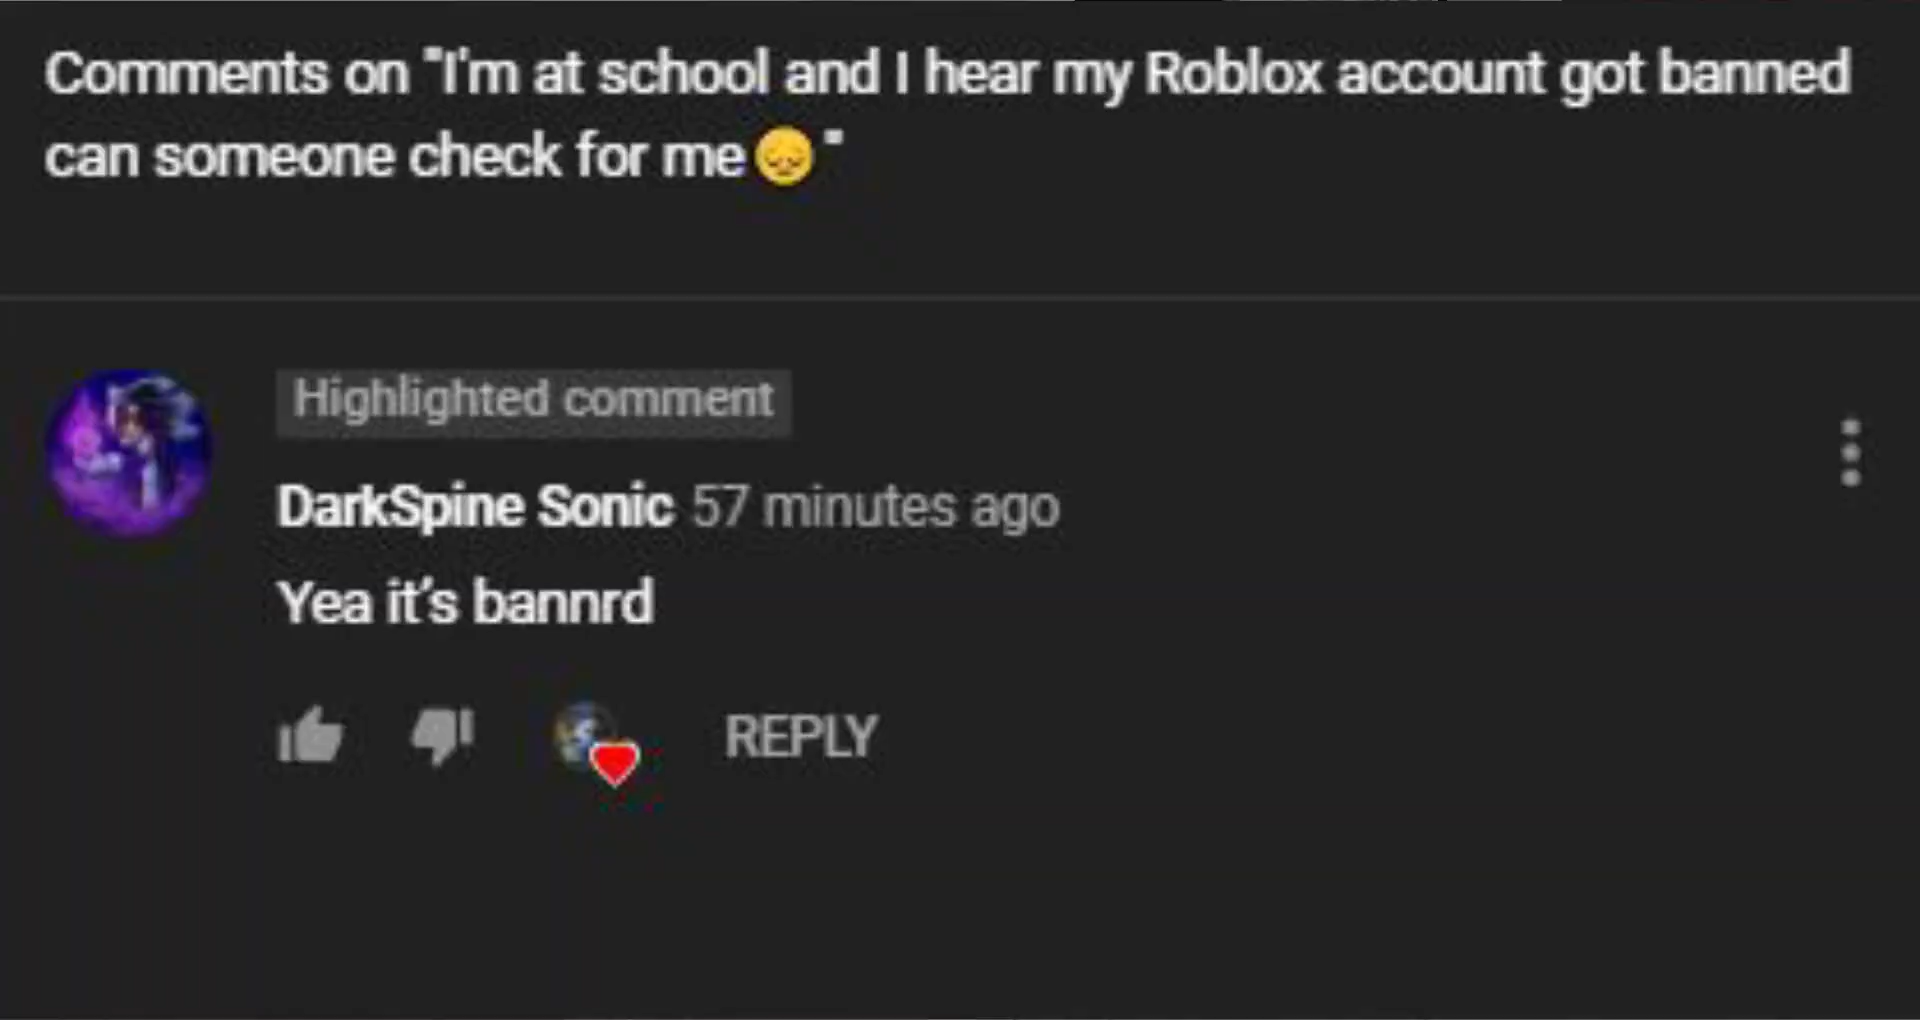 Comments on "I'm at school and I hear my Roblox account got banned
can someone check for me😞"
Highlighted comment
DarkSpine Sonic 57 minutes ago
Yea it's bannrd
REPLY